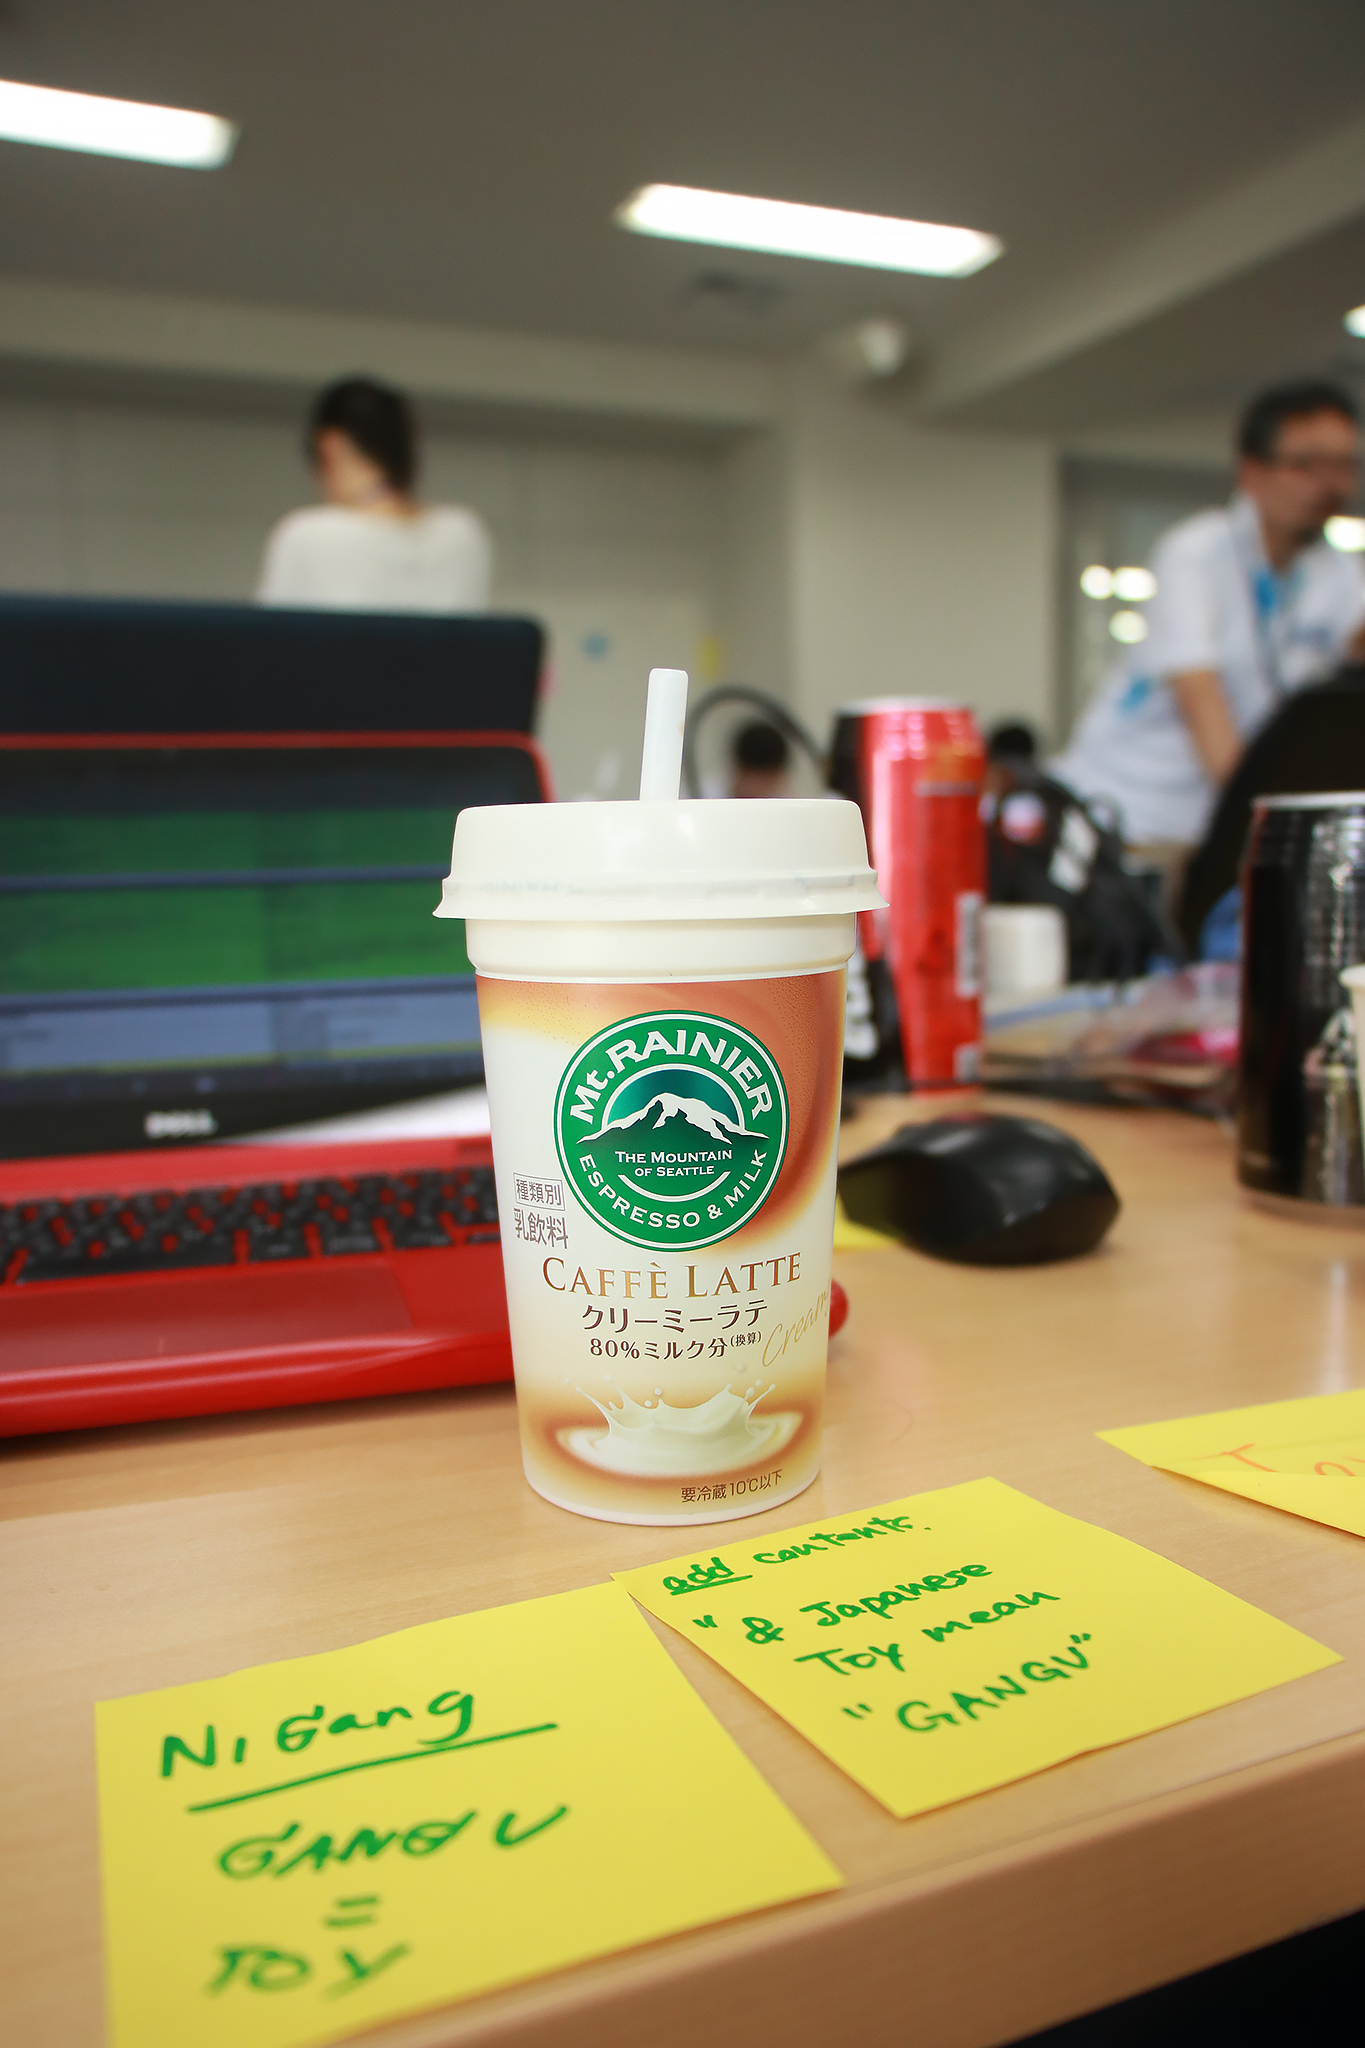 DELL
Mt. RAINIER
THE MOUNTAIN
OF SEATTLE
ESPRESSO & MILK
種類別
乳飲料
CAFFÈ LATTE
クリーミーラテ
Creamy
80%ミルク分(換算)
要冷蔵10℃以下
add contents.
"& Japanese
Toy mean
"GANGU"
Ni Gang
GANGU
=
TOY